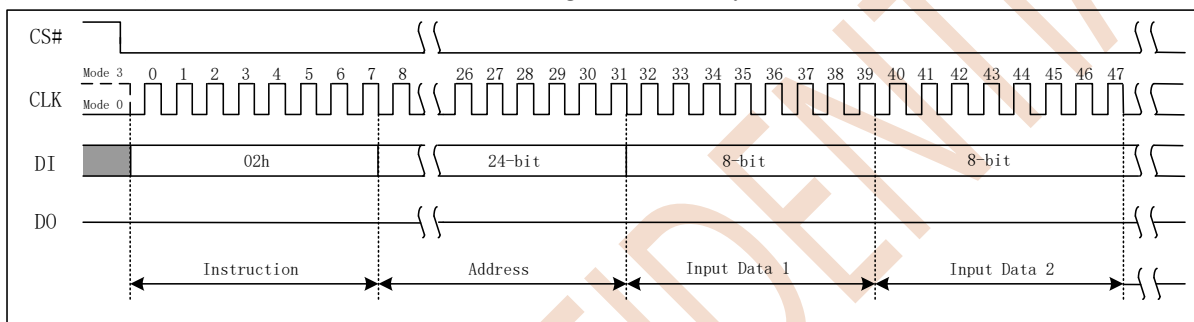 CS#
Mode 3
0 1 2 3 4 5 6 7 8 26 27 28 29 30 31 32 33 34 35 36 37 38 39 40 41 42 43 44 45 46 47
CLK
Mode 0
DI 02h 24-bit 8-bit 8-bit
DO
Instruction Address Input Data 1 Input Data 2